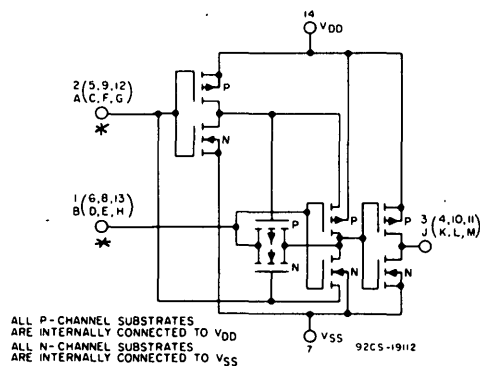 14
VDD
2 (5,9,12)
A (C,F,G)
*
P
N
1 (6,8,13)
B (D,E,H)
*
P
N
P
N
P
N
3 (4,10,11)
J (K,L,M)
VSS
7
92CS-19112
ALL P-CHANNEL SUBSTRATES
ARE INTERNALLY CONNECTED TO VDD
ALL N-CHANNEL SUBSTRATES
ARE INTERNALLY CONNECTED TO VSS